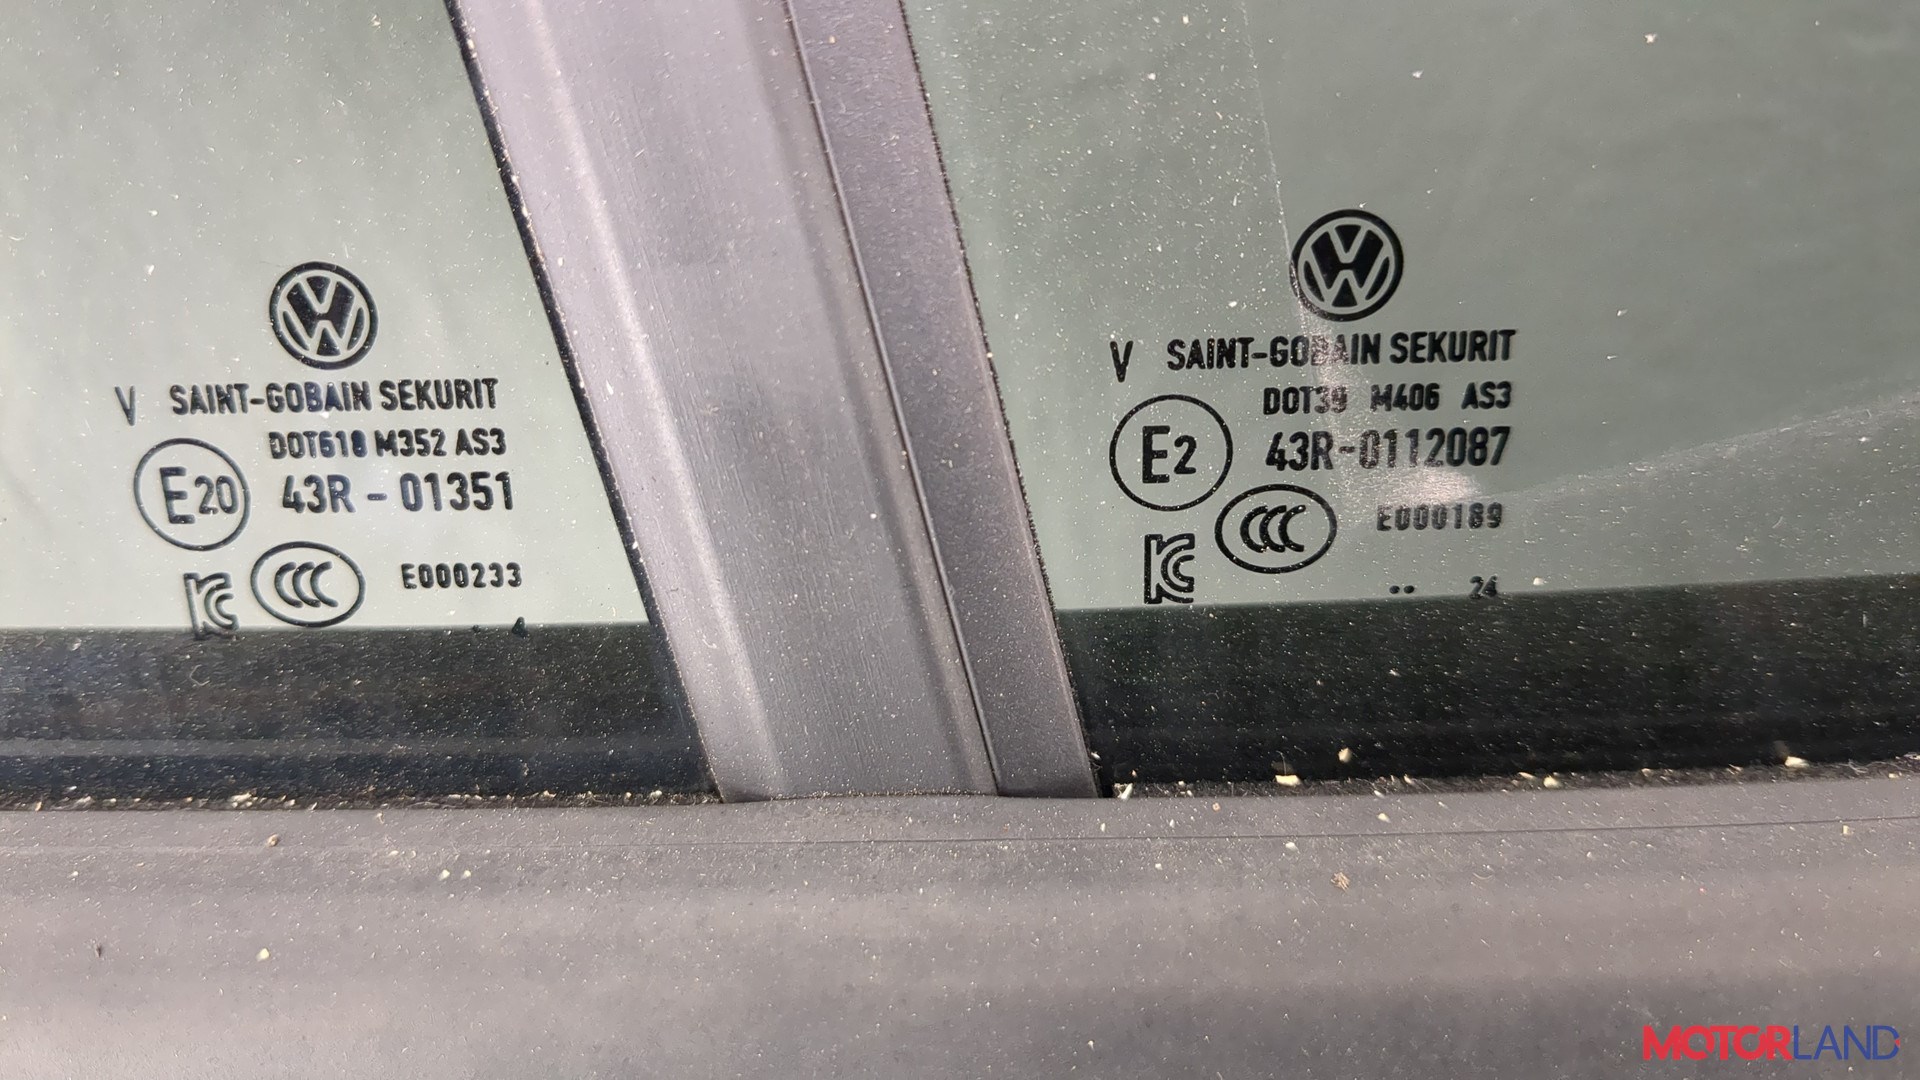 V SAINT-GOBAIN SEKURIT
DOT618 M352 AS3
E20 43R - 01351
E000233
4
V SAINT-GOBAIN SEKURIT
DOT39 M406 AS3
E2 43R-0112087
E000189
.. 24
MOTORLAND